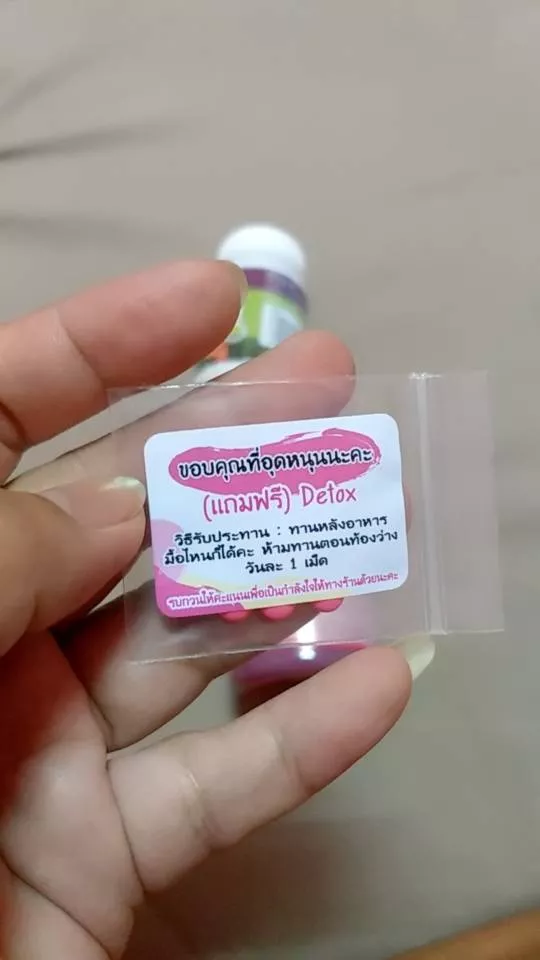 ขอบคุณที่อุดหนุนนะคะ
(แถมฟรี) Detox
วิธีรับประทาน : ทานหลังอาหาร
มื้อไหนก็ได้คะ ห้ามทานตอนท้องว่าง
วันละ 1 เม็ด
รบกวนให้คะแนนเพื่อเป็นกำลังใจให้ทางร้านด้วยนะคะ